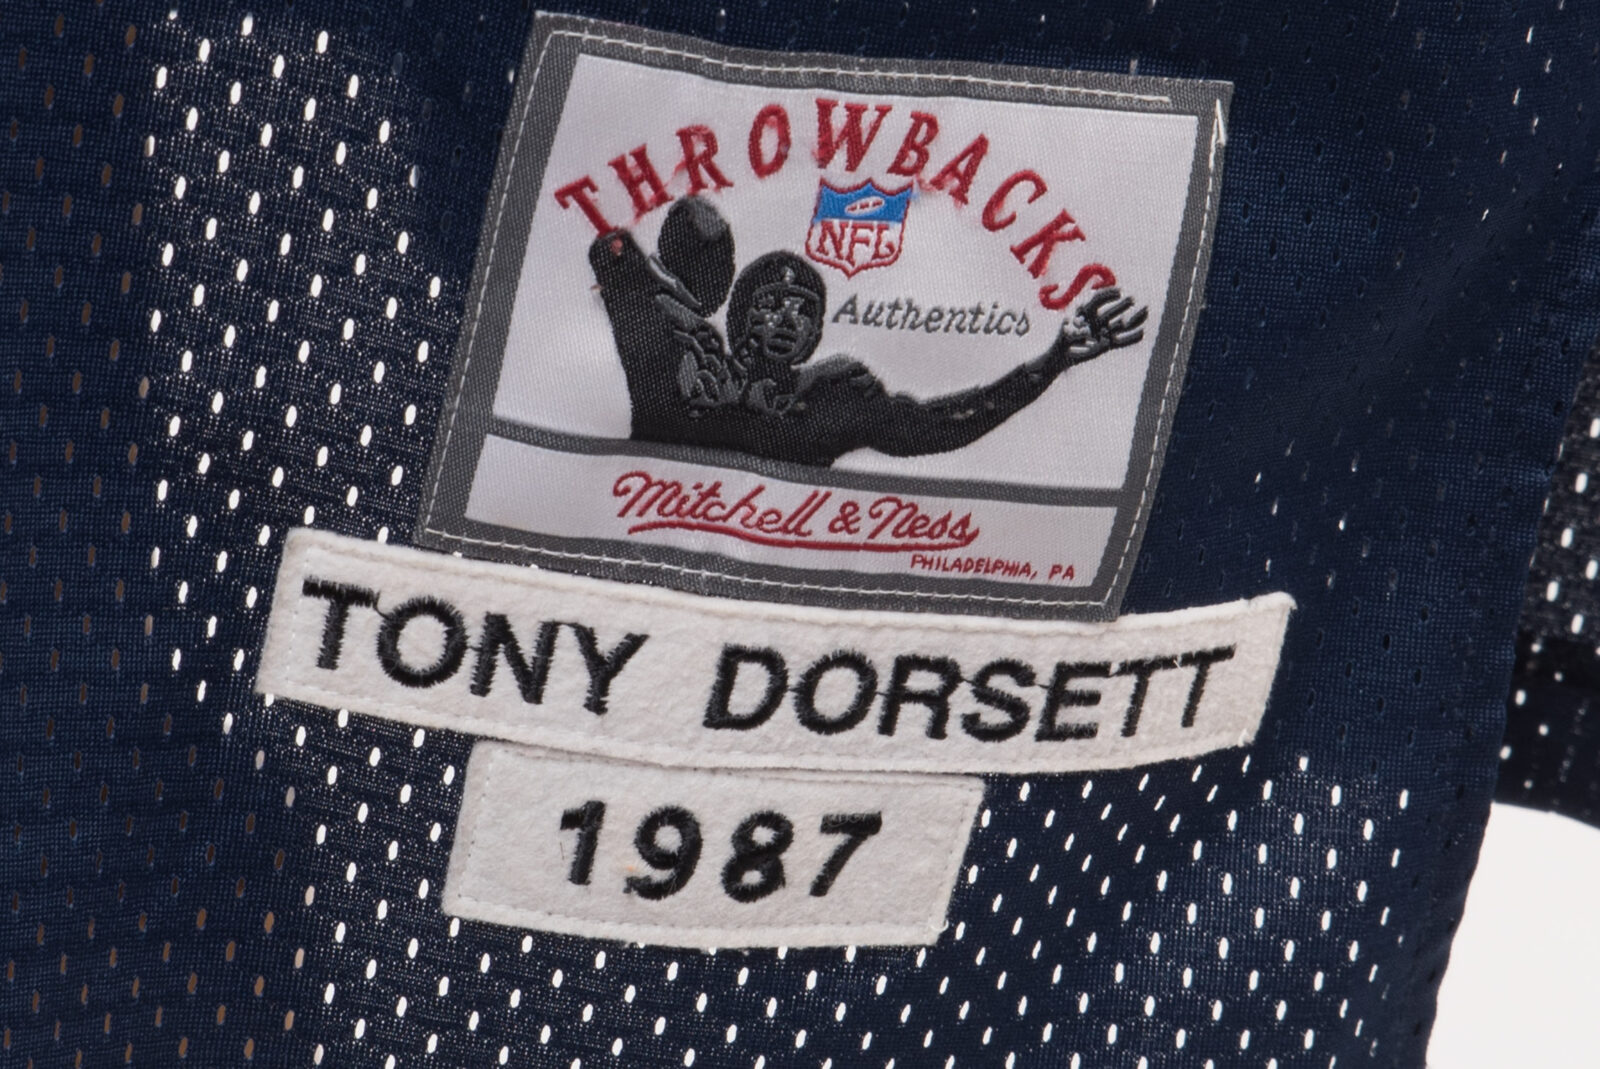 THROWBACKS
NFL
Authentics
Mitchell & Ness
PHILADELPHIA, PA
TONY DORSETT
1987